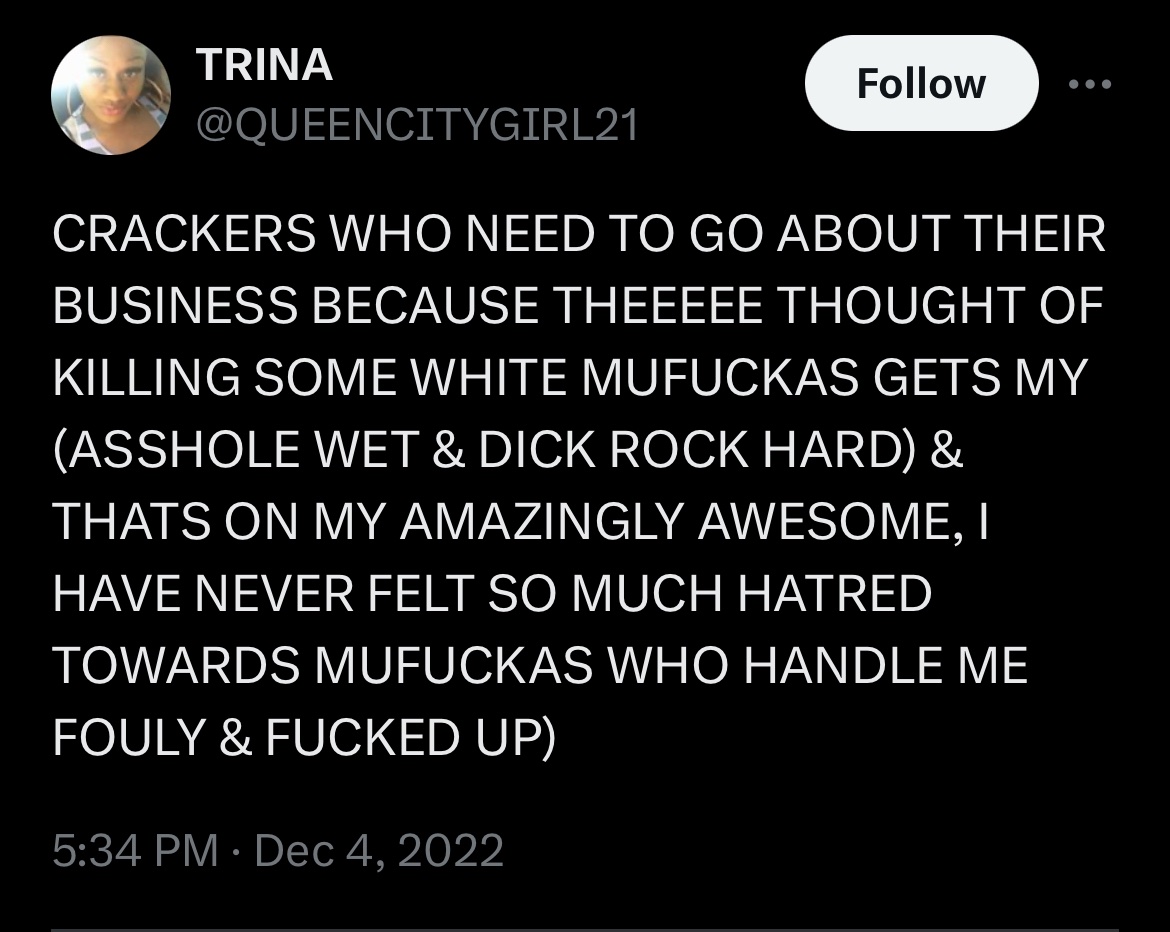 TRINA
@QUEENCITYGIRL21
Follow
CRACKERS WHO NEED TO GO ABOUT THEIR
BUSINESS BECAUSE THEEEEE THOUGHT OF
KILLING SOME WHITE MUFUCKAS GETS MY
(ASSHOLE WET & DICK ROCK HARD) &
THATS ON MY AMAZINGLY AWESOME, I
HAVE NEVER FELT SO MUCH HATRED
TOWARDS MUFUCKAS WHO HANDLE ME
FOULY & FUCKED UP)
5:34 PM · Dec 4, 2022